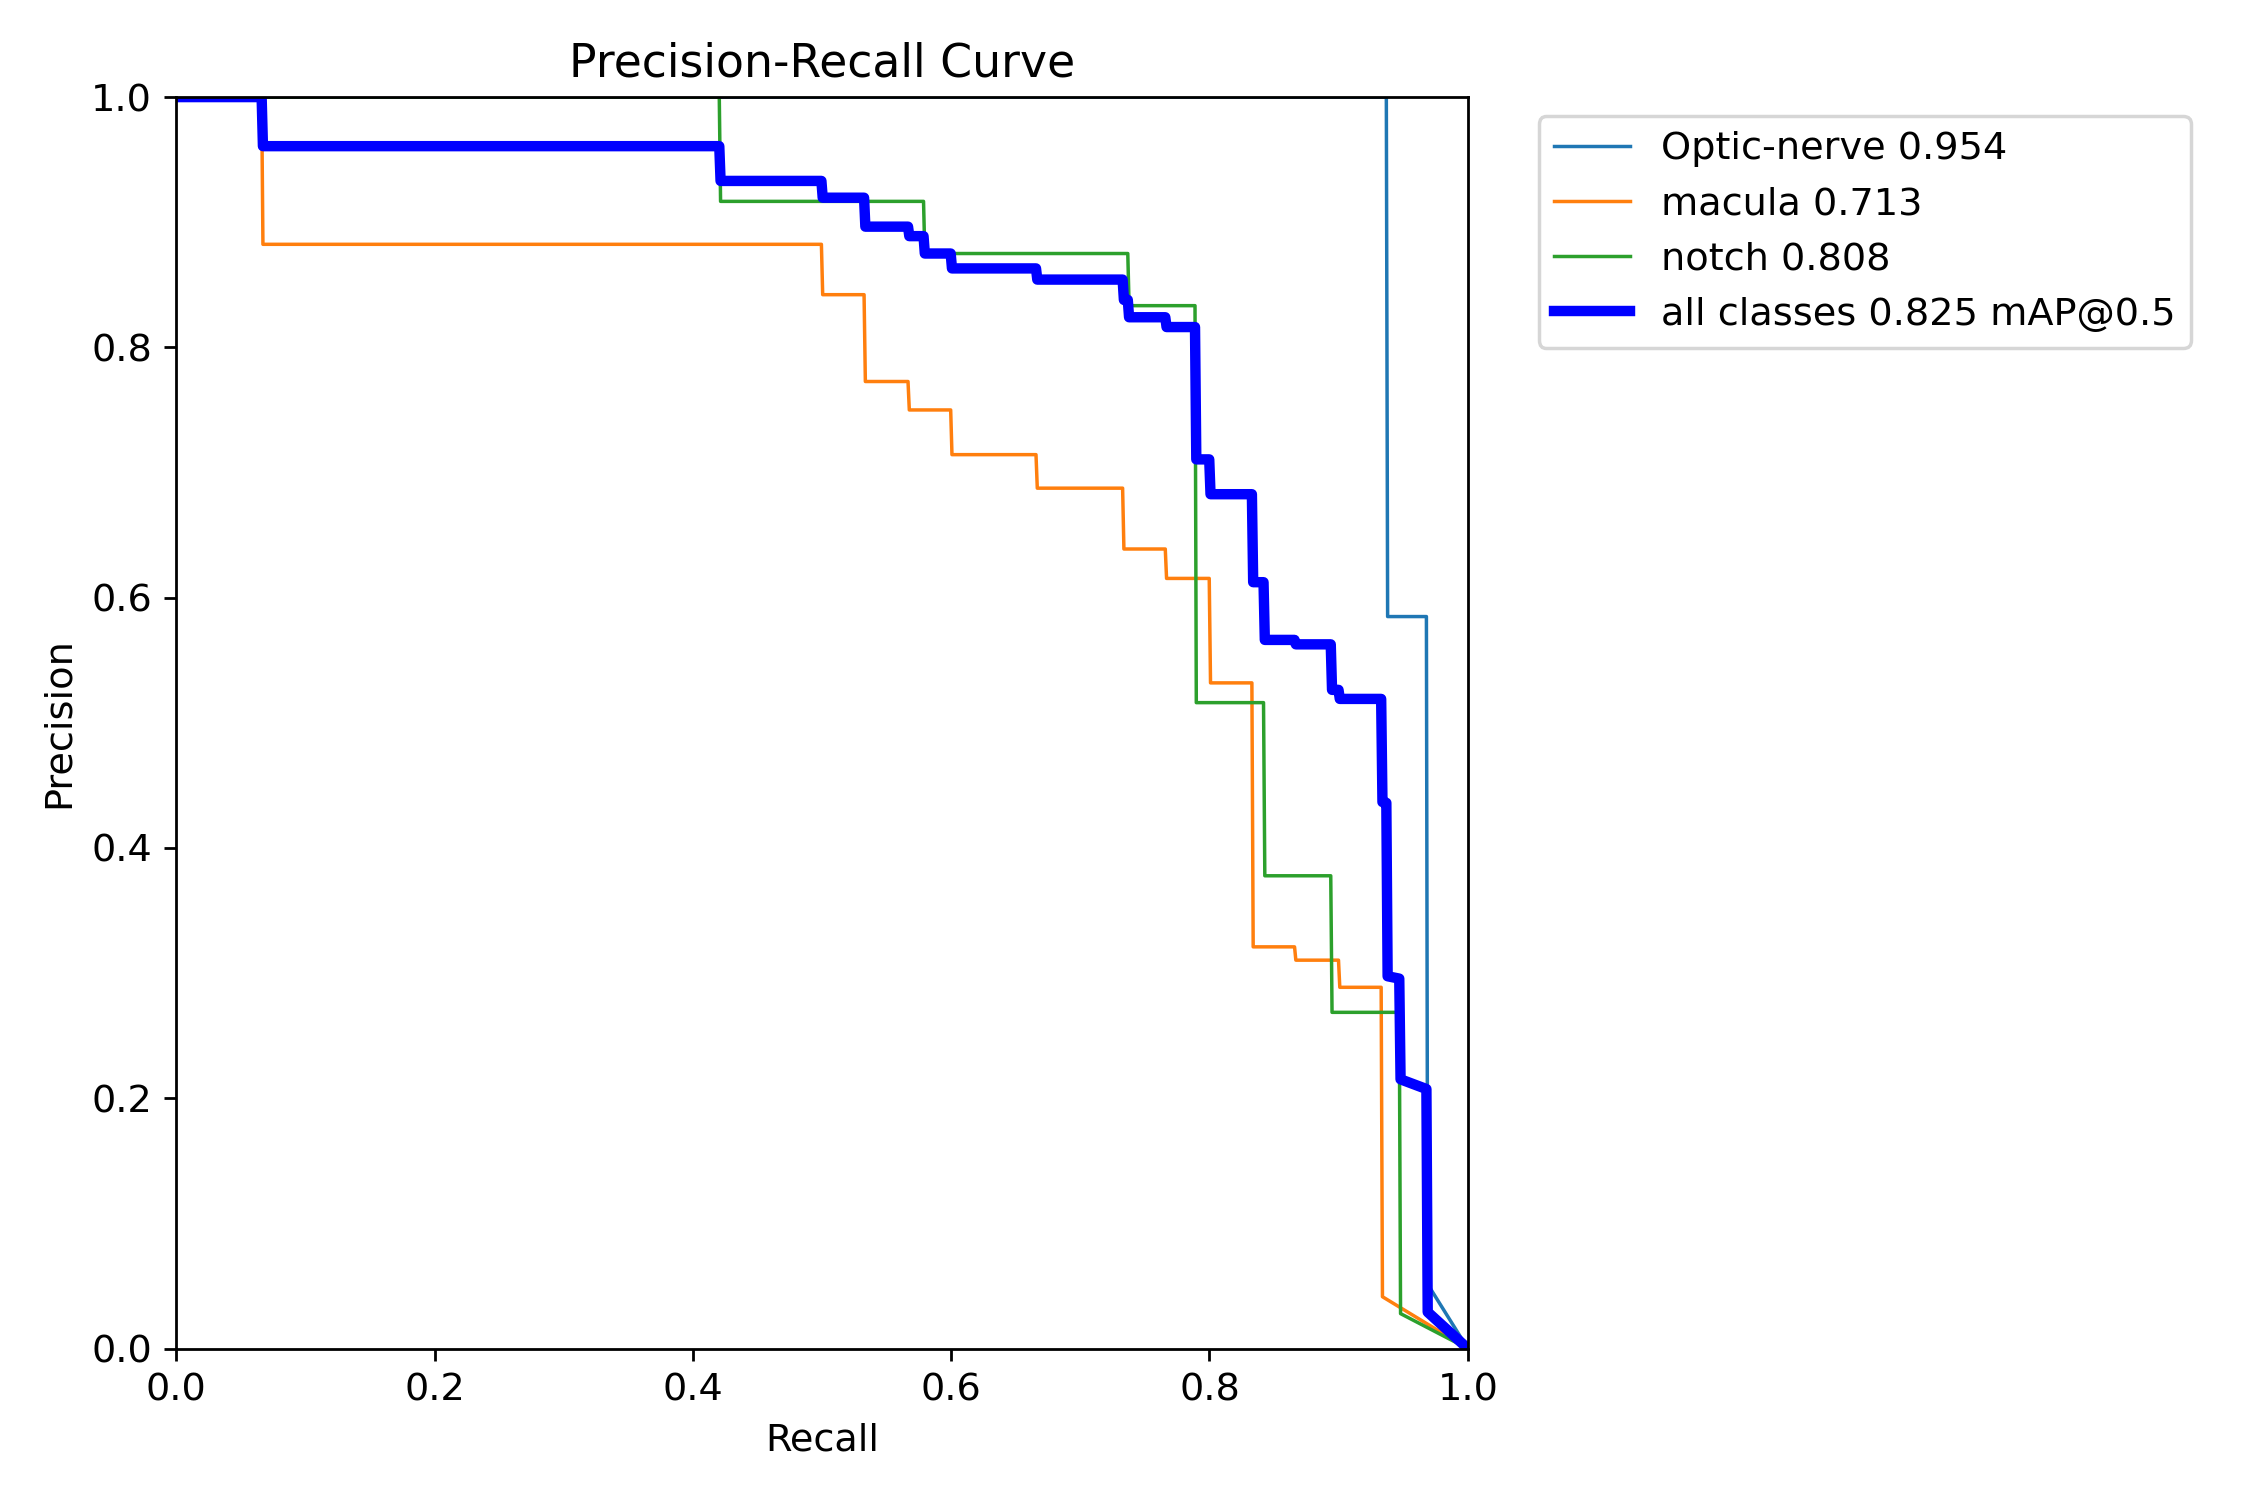 Precision-Recall Curve
1.0
0.8
0.6
0.4
0.2
0.0
Precision
0.0 0.2 0.4 0.6 0.8 1.0
Recall
Optic-nerve 0.954
macula 0.713
notch 0.808
all classes 0.825 mAP@0.5